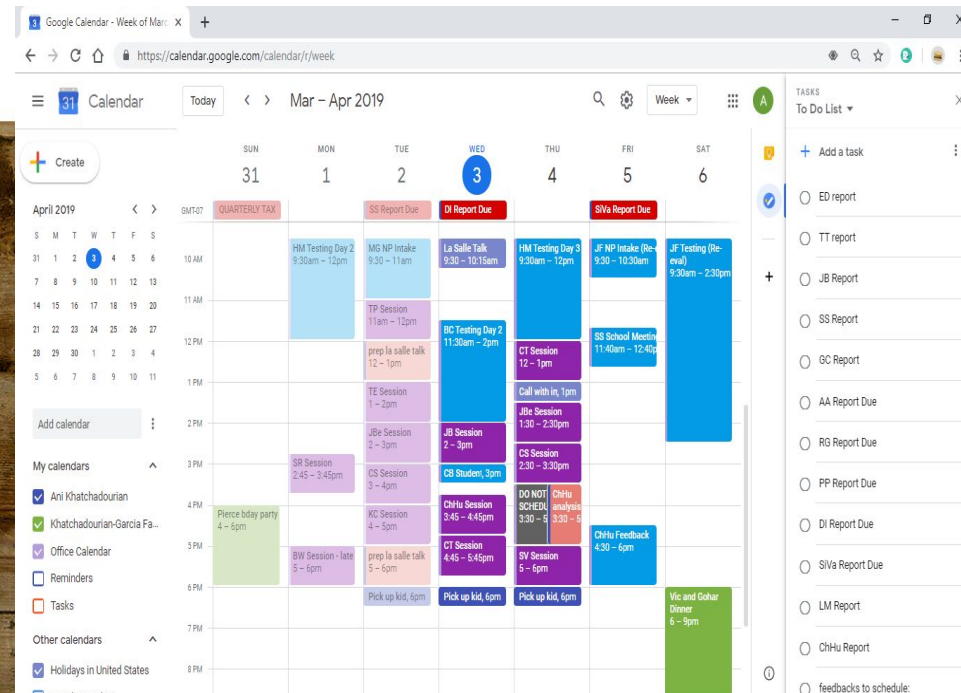 Google Calendar - Week of Marc
https://calendar.google.com/calendar/r/week
31 Calendar
Today
Mar – Apr 2019
Week
A
TASKS
To Do List
Create
April 2019
S M T W T F S
31 1 2 3 4 5 6
7 8 9 10 11 12 13
14 15 16 17 18 19 20
21 22 23 24 25 26 27
28 29 30 1 2 3 4
5 6 7 8 9 10 11
Add calendar
My calendars
Ani Khatchadourian
Khatchadourian-Garcia Fa...
Office Calendar
Reminders
Tasks
Other calendars
Holidays in United States
SUN MON TUE WED THU FRI SAT
31 1 2 3 4 5 6
GMT-07
QUARTERLY TAX
SS Report Due
DI Report Due
SiVa Report Due
10 AM
11 AM
12 PM
1 PM
2 PM
3 PM
4 PM
5 PM
6 PM
7 PM
8 PM
Pierce bday party
4 – 6pm
HM Testing Day 2
9:30am – 12pm
SR Session
2:45 – 3:45pm
BW Session - late
5 – 6pm
MG NP Intake
9:30 – 11am
TP Session
11am – 12pm
prep la salle talk
12 – 1pm
TE Session
1 – 2pm
JBe Session
2 – 3pm
CS Session
3 – 4pm
KC Session
4 – 5pm
prep la salle talk
5 – 6pm
Pick up kid, 6pm
La Salle Talk
9:30 – 10:15am
BC Testing Day 2
11:30am – 2pm
JB Session
2 – 3pm
CB Student, 3pm
ChHu Session
3:45 – 4:45pm
CT Session
4:45 – 5:45pm
Pick up kid, 6pm
HM Testing Day 3
9:30am – 12pm
CT Session
12 – 1pm
Call with in, 1pm
JBe Session
1:30 – 2:30pm
CS Session
2:30 – 3:30pm
DO NOT
SCHEDU
3:30 – 5
ChHu
analysis
3:30 – 5
SV Session
5 – 6pm
Pick up kid, 6pm
JF NP Intake (Re-e
9:30 – 10:30am
SS School Meetin
11:40am – 12:40p
ChHu Feedback
4:30 – 6pm
JF Testing (Re-
eval)
9:30am – 2:30pm
Vic and Gohar
Dinner
6 – 9pm
Add a task
ED report
TT report
JB Report
SS Report
GC Report
AA Report Due
RG Report Due
PP Report Due
DI Report Due
SiVa Report Due
LM Report
ChHu Report
feedbacks to schedule: